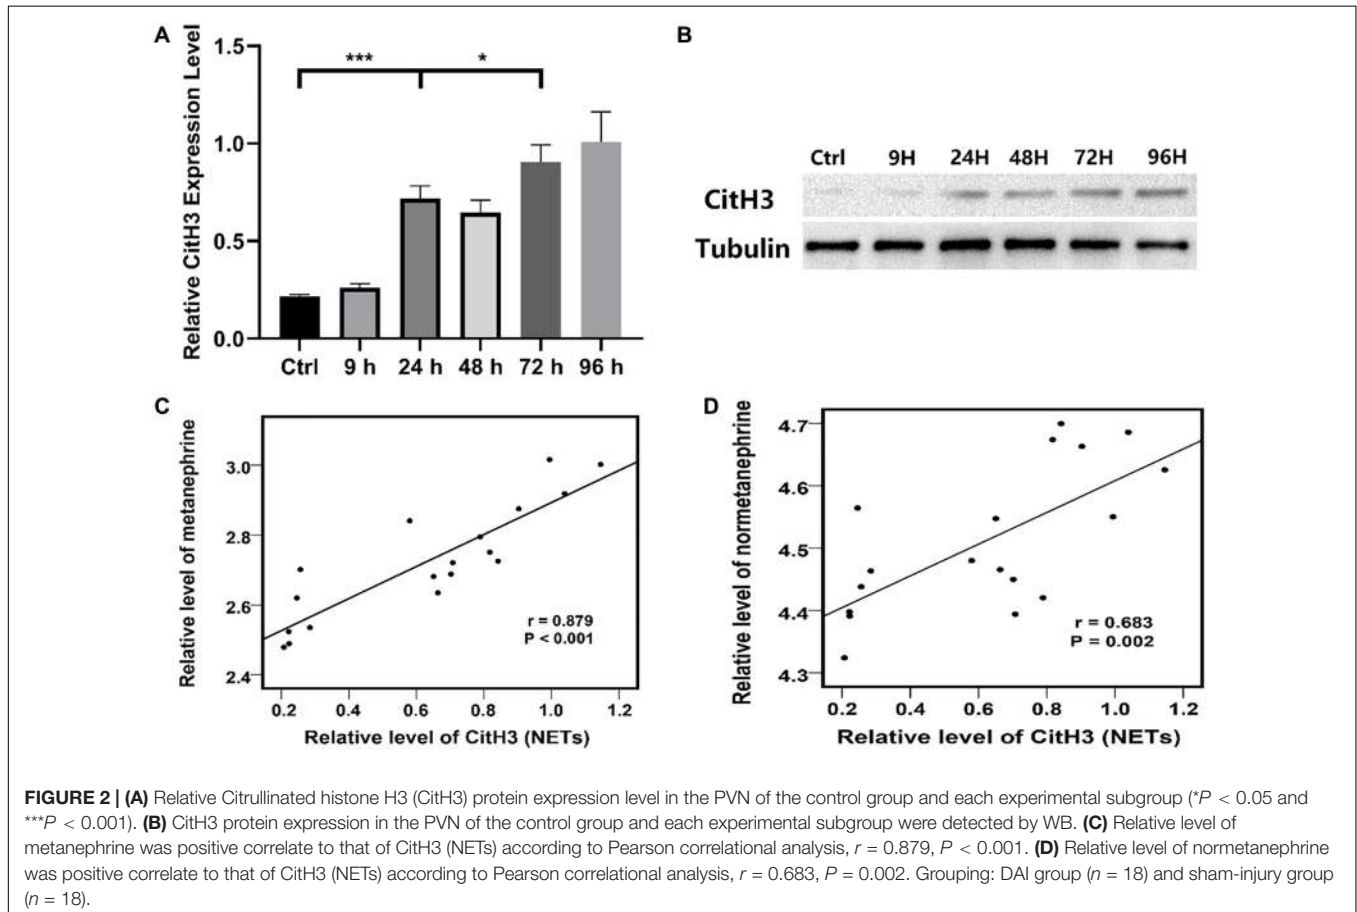 A
Relative CitH3 Expression Level
1.5
1.0
0.5
0.0
***
*
Ctrl 9 h 24 h 48 h 72 h 96 h
B
Ctrl 9H 24H 48H 72H 96H
CitH3
Tubulin
C
Relative level of metanephrine
3.0
2.8
2.6
2.4
r = 0.879
P < 0.001
0.2 0.4 0.6 0.8 1.0 1.2
Relative level of CitH3 (NETs)
D
Relative level of normetanephrine
4.7
4.6
4.5
4.4
4.3
r = 0.683
P = 0.002
0.2 0.4 0.6 0.8 1.0 1.2
Relative level of CitH3 (NETs)
FIGURE 2 | (A) Relative Citrullinated histone H3 (CitH3) protein expression level in the PVN of the control group and each experimental subgroup (*P < 0.05 and
***P < 0.001). (B) CitH3 protein expression in the PVN of the control group and each experimental subgroup were detected by WB. (C) Relative level of
metanephrine was positive correlate to that of CitH3 (NETs) according to Pearson correlational analysis, r = 0.879, P < 0.001. (D) Relative level of normetanephrine
was positive correlate to that of CitH3 (NETs) according to Pearson correlational analysis, r = 0.683, P = 0.002. Grouping: DAI group (n = 18) and sham-injury group
(n = 18).